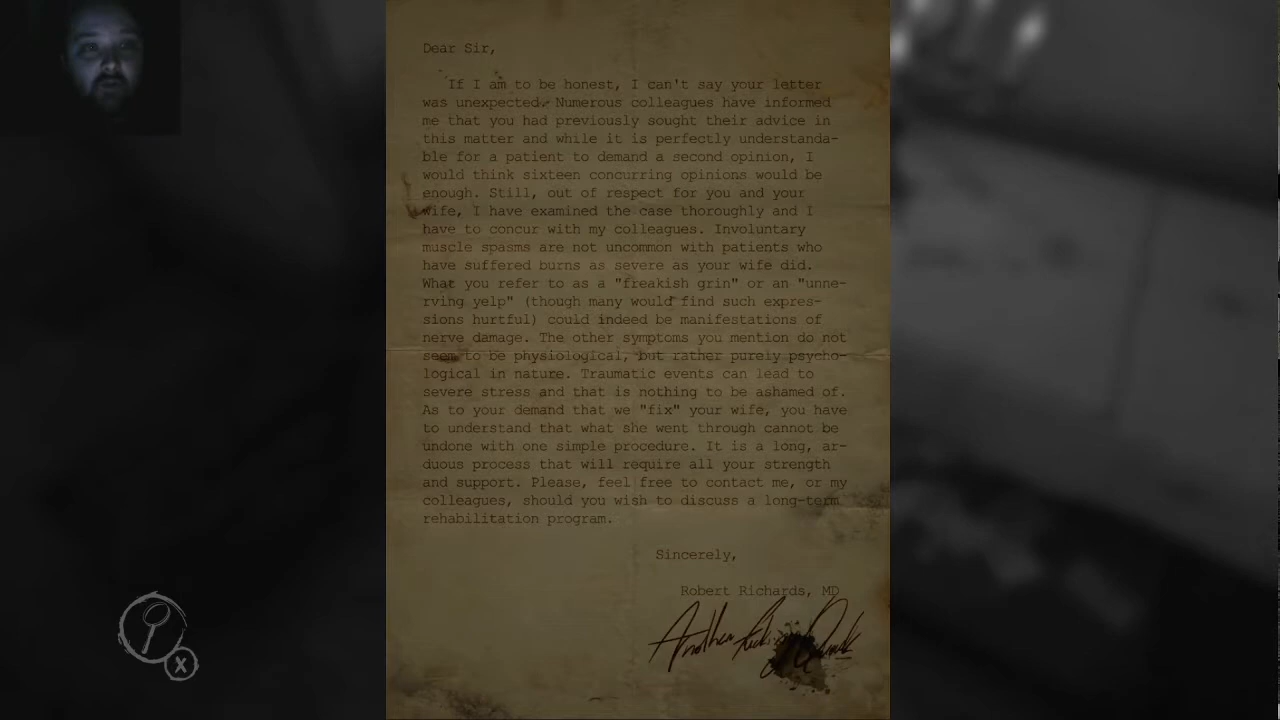 Dear Sir,
If I am to be honest, I can't say your letter
was unexpected. Numerous colleagues have informed
me that you had previously sought their advice in
this matter and while it is perfectly understanda-
ble for a patient to demand a second opinion, I
would think sixteen concurring opinions would be
enough. Still, out of respect for you and your
wife, I have examined the case thoroughly and I
have to concur with my colleagues. Involuntary
muscle spasms are not uncommon with patients who
have suffered burns as severe as your wife did.
What you refer to as a "freakish grin" or an "unne-
rving yelp" (though many would find such expres-
sions hurtful) could indeed be manifestations of
nerve damage. The other symptoms you mention do not
seem to be physiological, but rather purely psycho-
logical in nature. Traumatic events can lead to
severe stress and that is nothing to be ashamed of.
As to your demand that we "fix" your wife, you have
to understand that what she went through cannot be
undone with one simple procedure. It is a long, ar-
duous process that will require all your strength
and support. Please, feel free to contact me, or my
colleagues, should you wish to discuss a long-term
rehabilitation program.
Sincerely,
Robert Richards, MD
Another
X